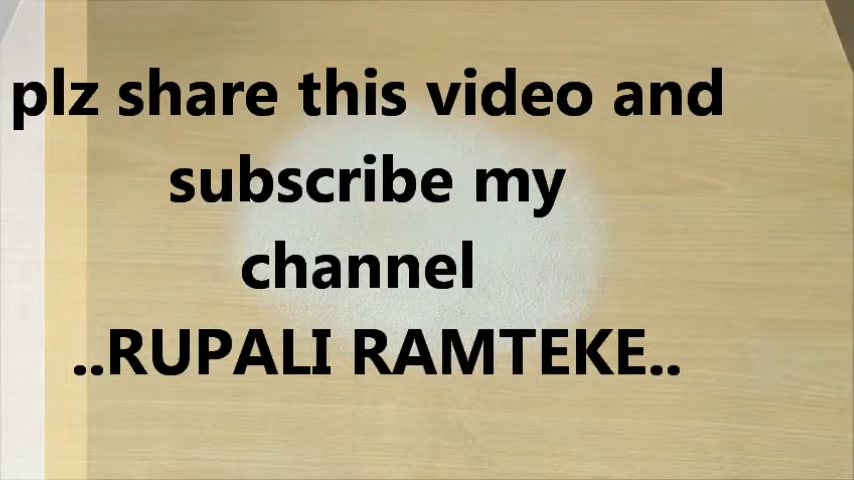 plz share this video and
subscribe my
channel
..RUPALI RAMTEKE..